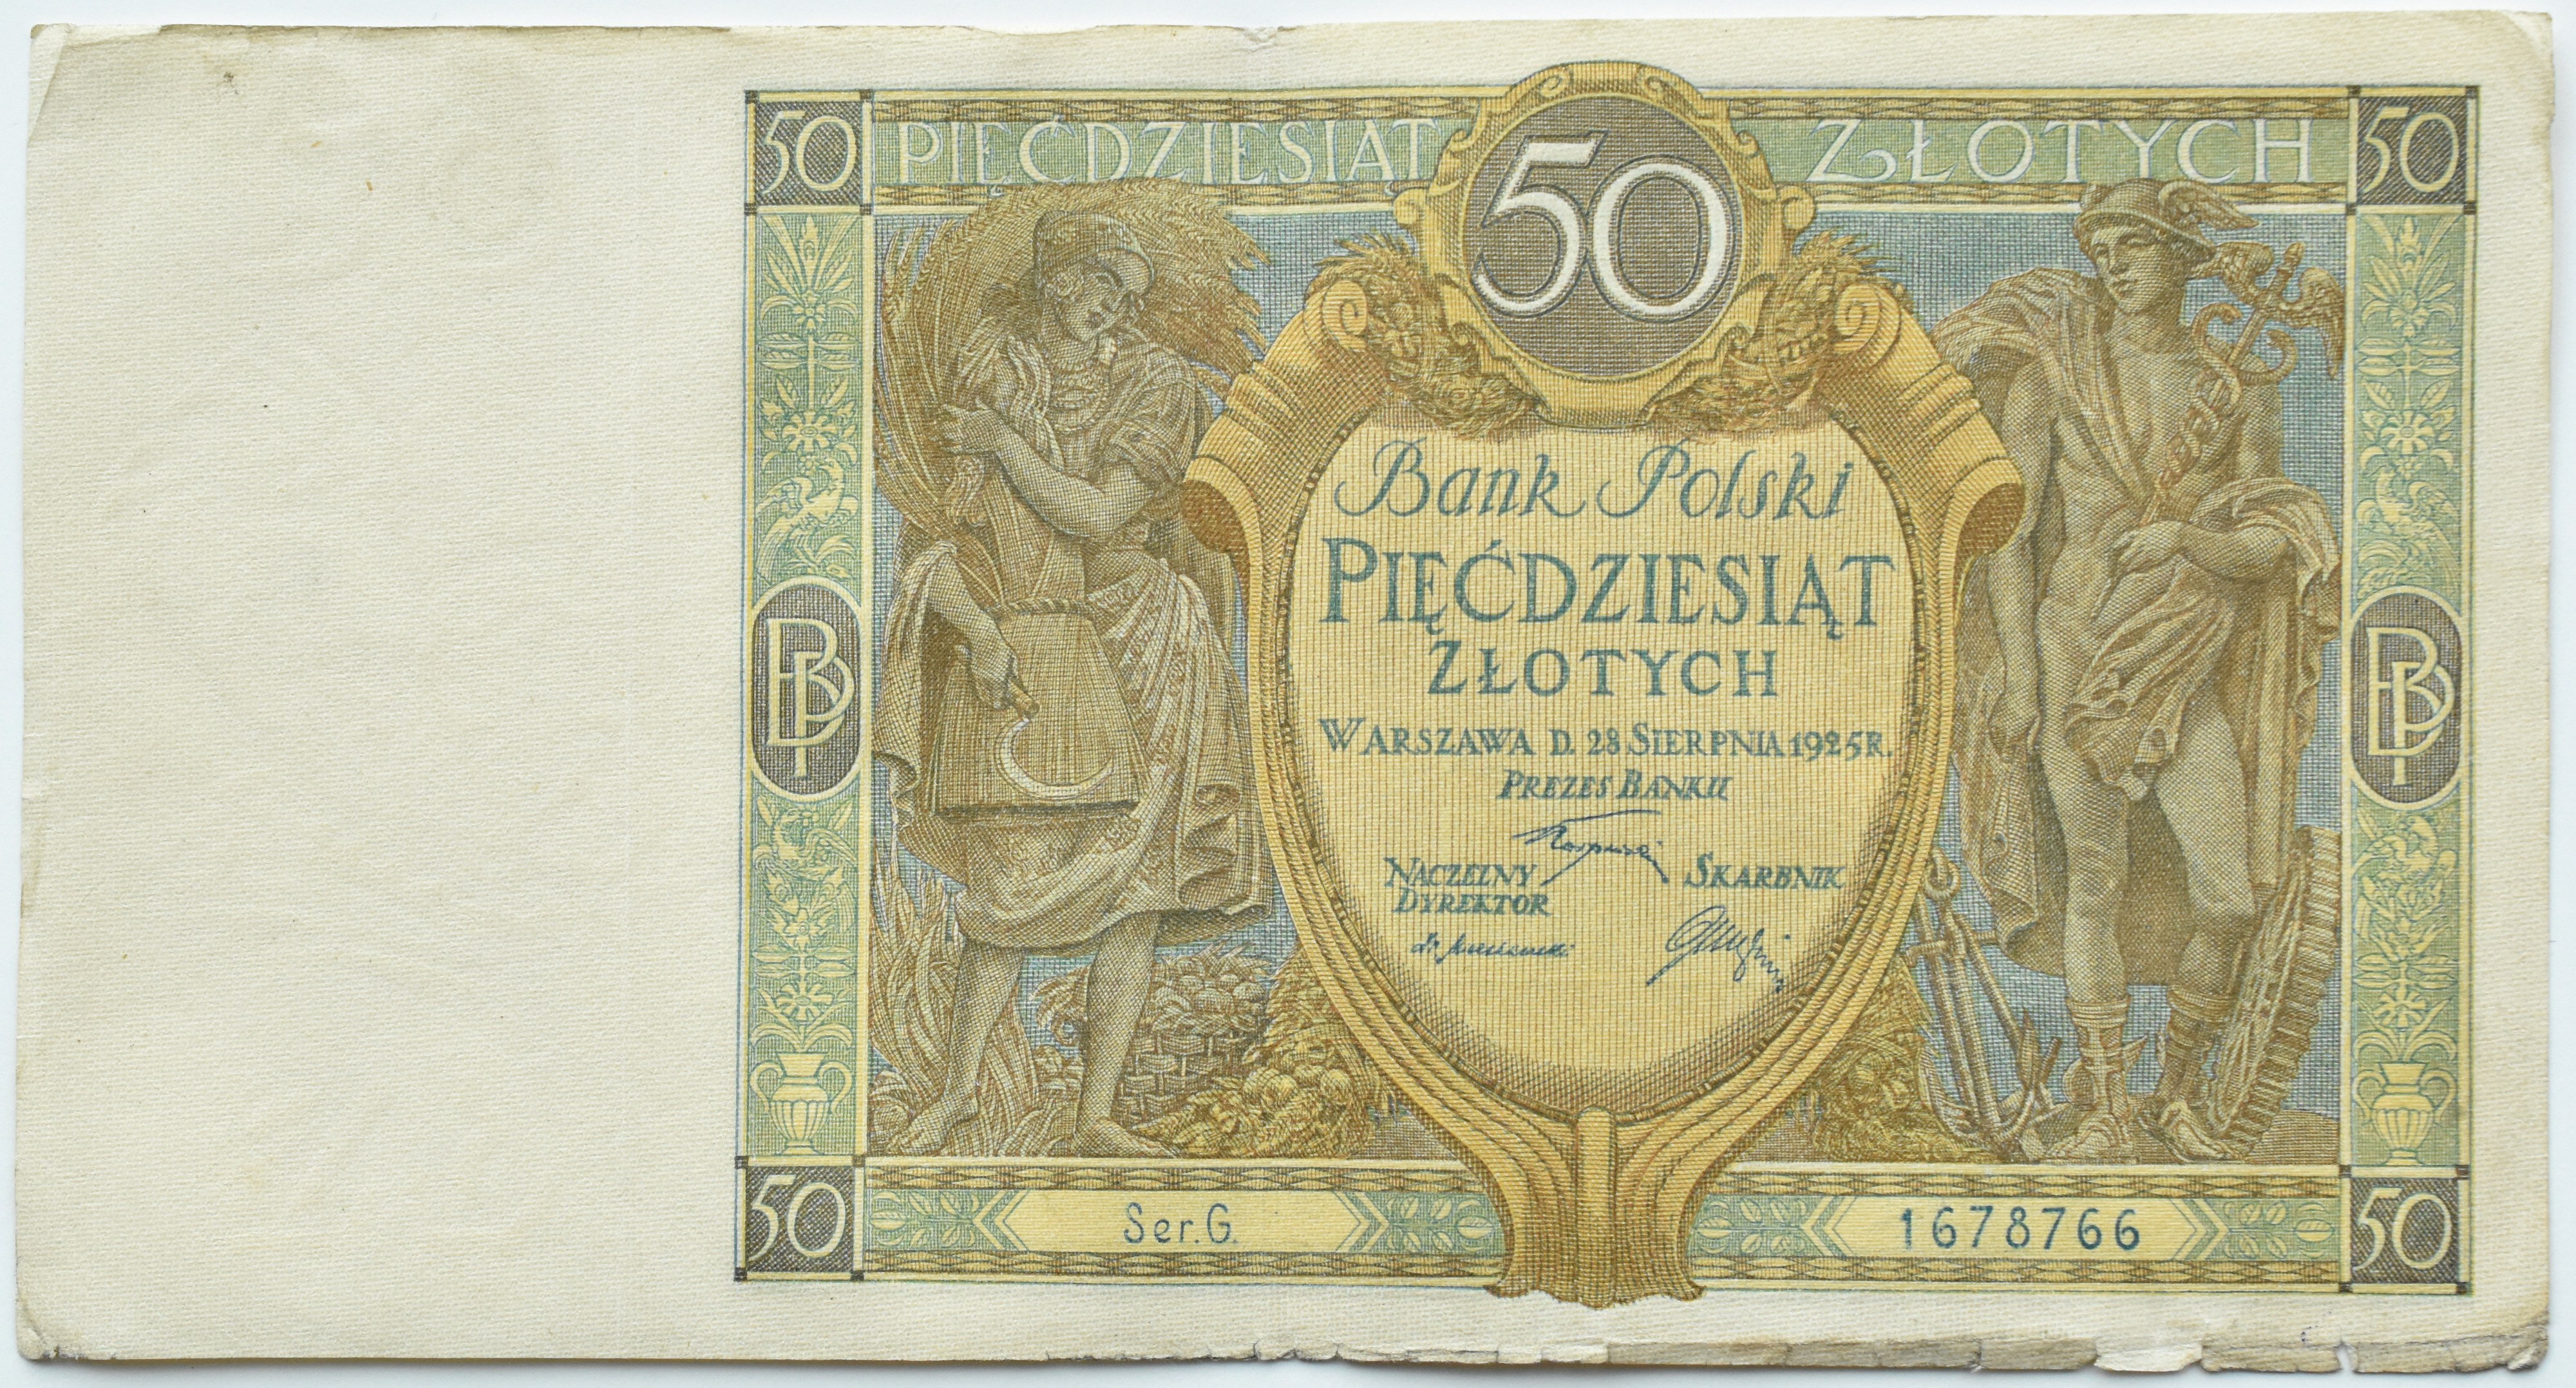 50 PIĘĆDZIESIĄT 50 ZŁOTYCH 50
Bank Polski
PIĘĆDZIESIĄT
ZŁOTYCH
WARSZAWA D. 28 SIERPNIA 1925 R.
PREZES BANKU
NACZELNY SKARBNIK
DYREKTOR
BP BP
50 Ser. G. 1678766 50